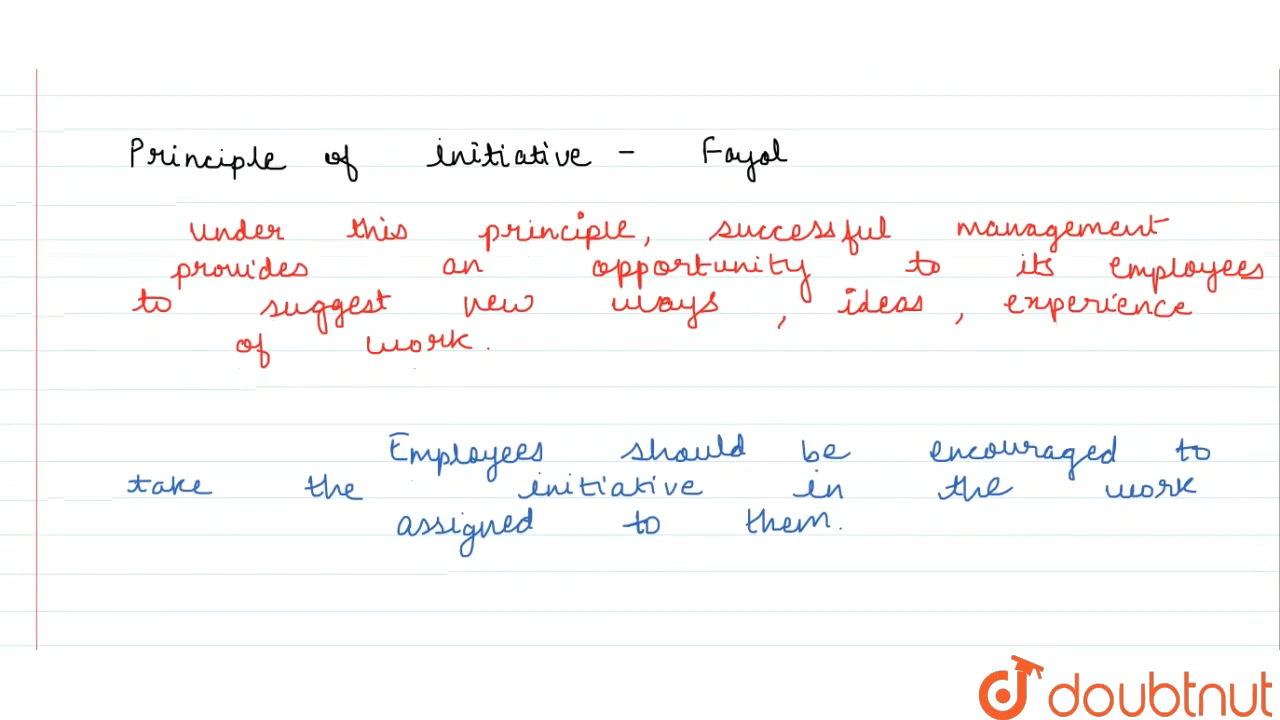 Principle of initiative - Fayol
under this principle, successful management
provides an opportunity to its employees
to suggest new ways, ideas, experience
of work.
Employees should be encouraged to
take the initiative in the work
assigned to them.
doubtnut